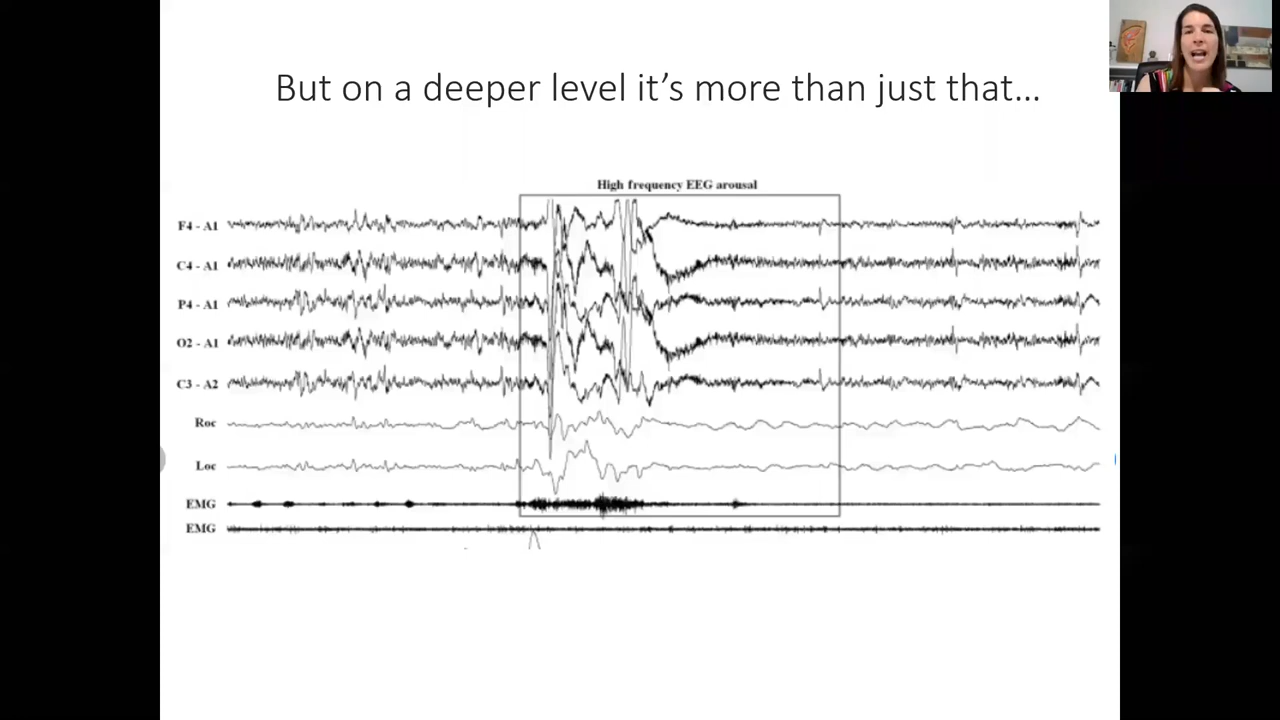 But on a deeper level it's more than just that...
High frequency EEG arousal
F4 - A1
C4 - A1
P4 - A1
O2 - A1
C3 - A2
Roc
Loc
EMG
EMG